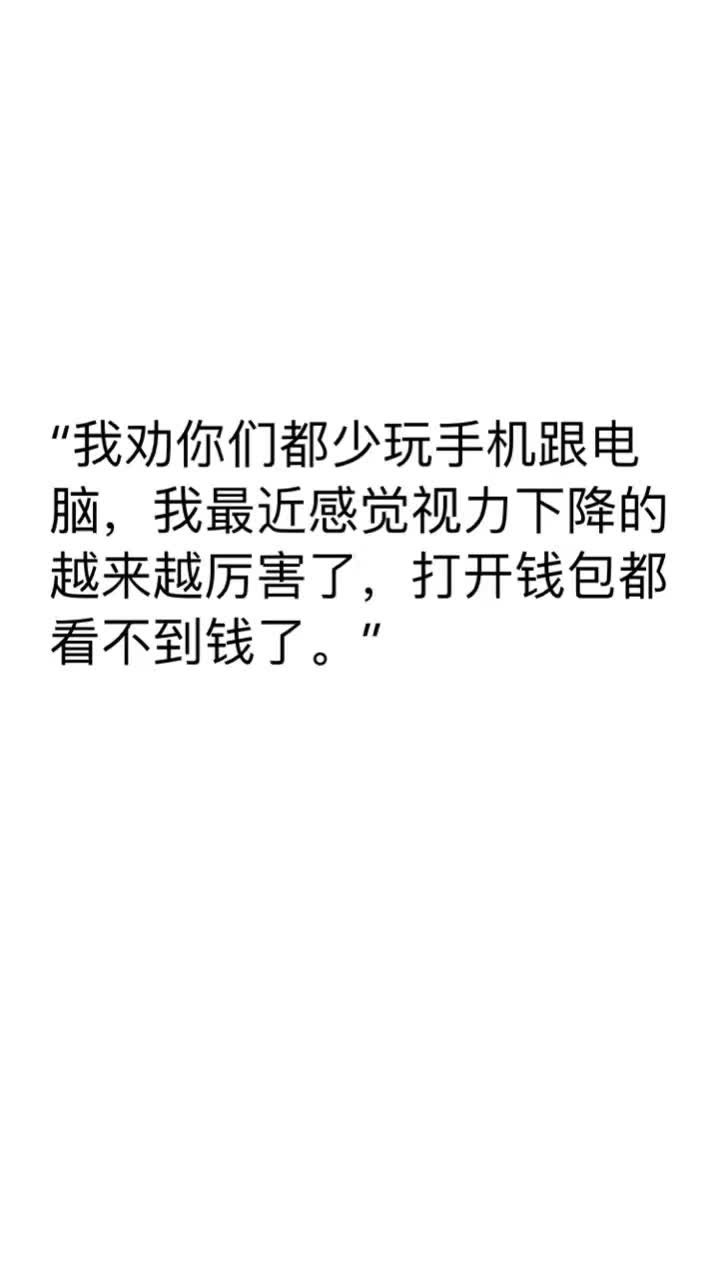 “我劝你们都少玩手机跟电
脑，我最近感觉视力下降的
越来越厉害了，打开钱包都
看不到钱了。”